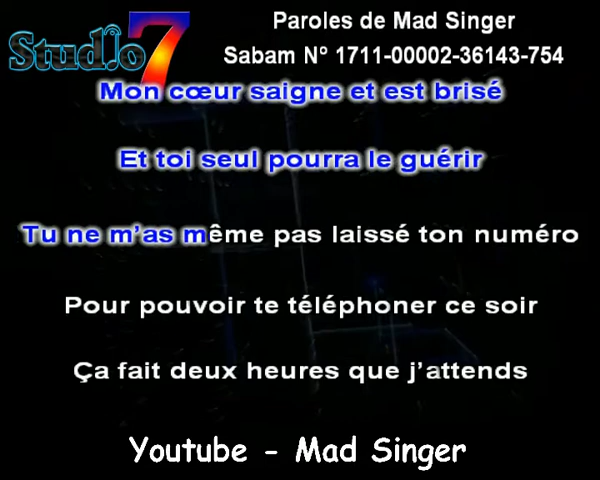 Studio 7
Paroles de Mad Singer
Sabam N° 1711-00002-36143-754
Mon cœur saigne et est brisé
Et toi seul pourra le guérir
Tu ne m’as même pas laissé ton numéro
Pour pouvoir te téléphoner ce soir
Ça fait deux heures que j’attends
Youtube - Mad Singer